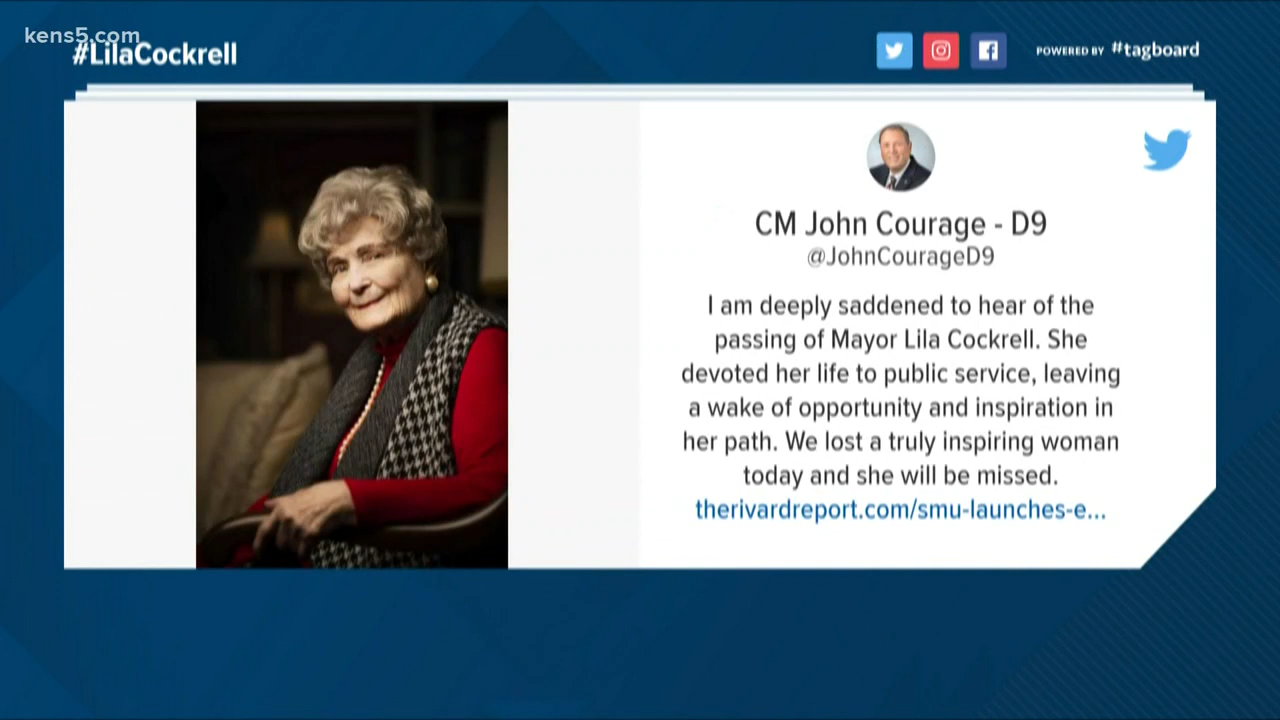 kens5.com
#LilaCockrell
POWERED BY #tagboard
CM John Courage - D9
@JohnCourageD9
I am deeply saddened to hear of the
passing of Mayor Lila Cockrell. She
devoted her life to public service, leaving
a wake of opportunity and inspiration in
her path. We lost a truly inspiring woman
today and she will be missed.
therivardreport.com/smu-launches-e...